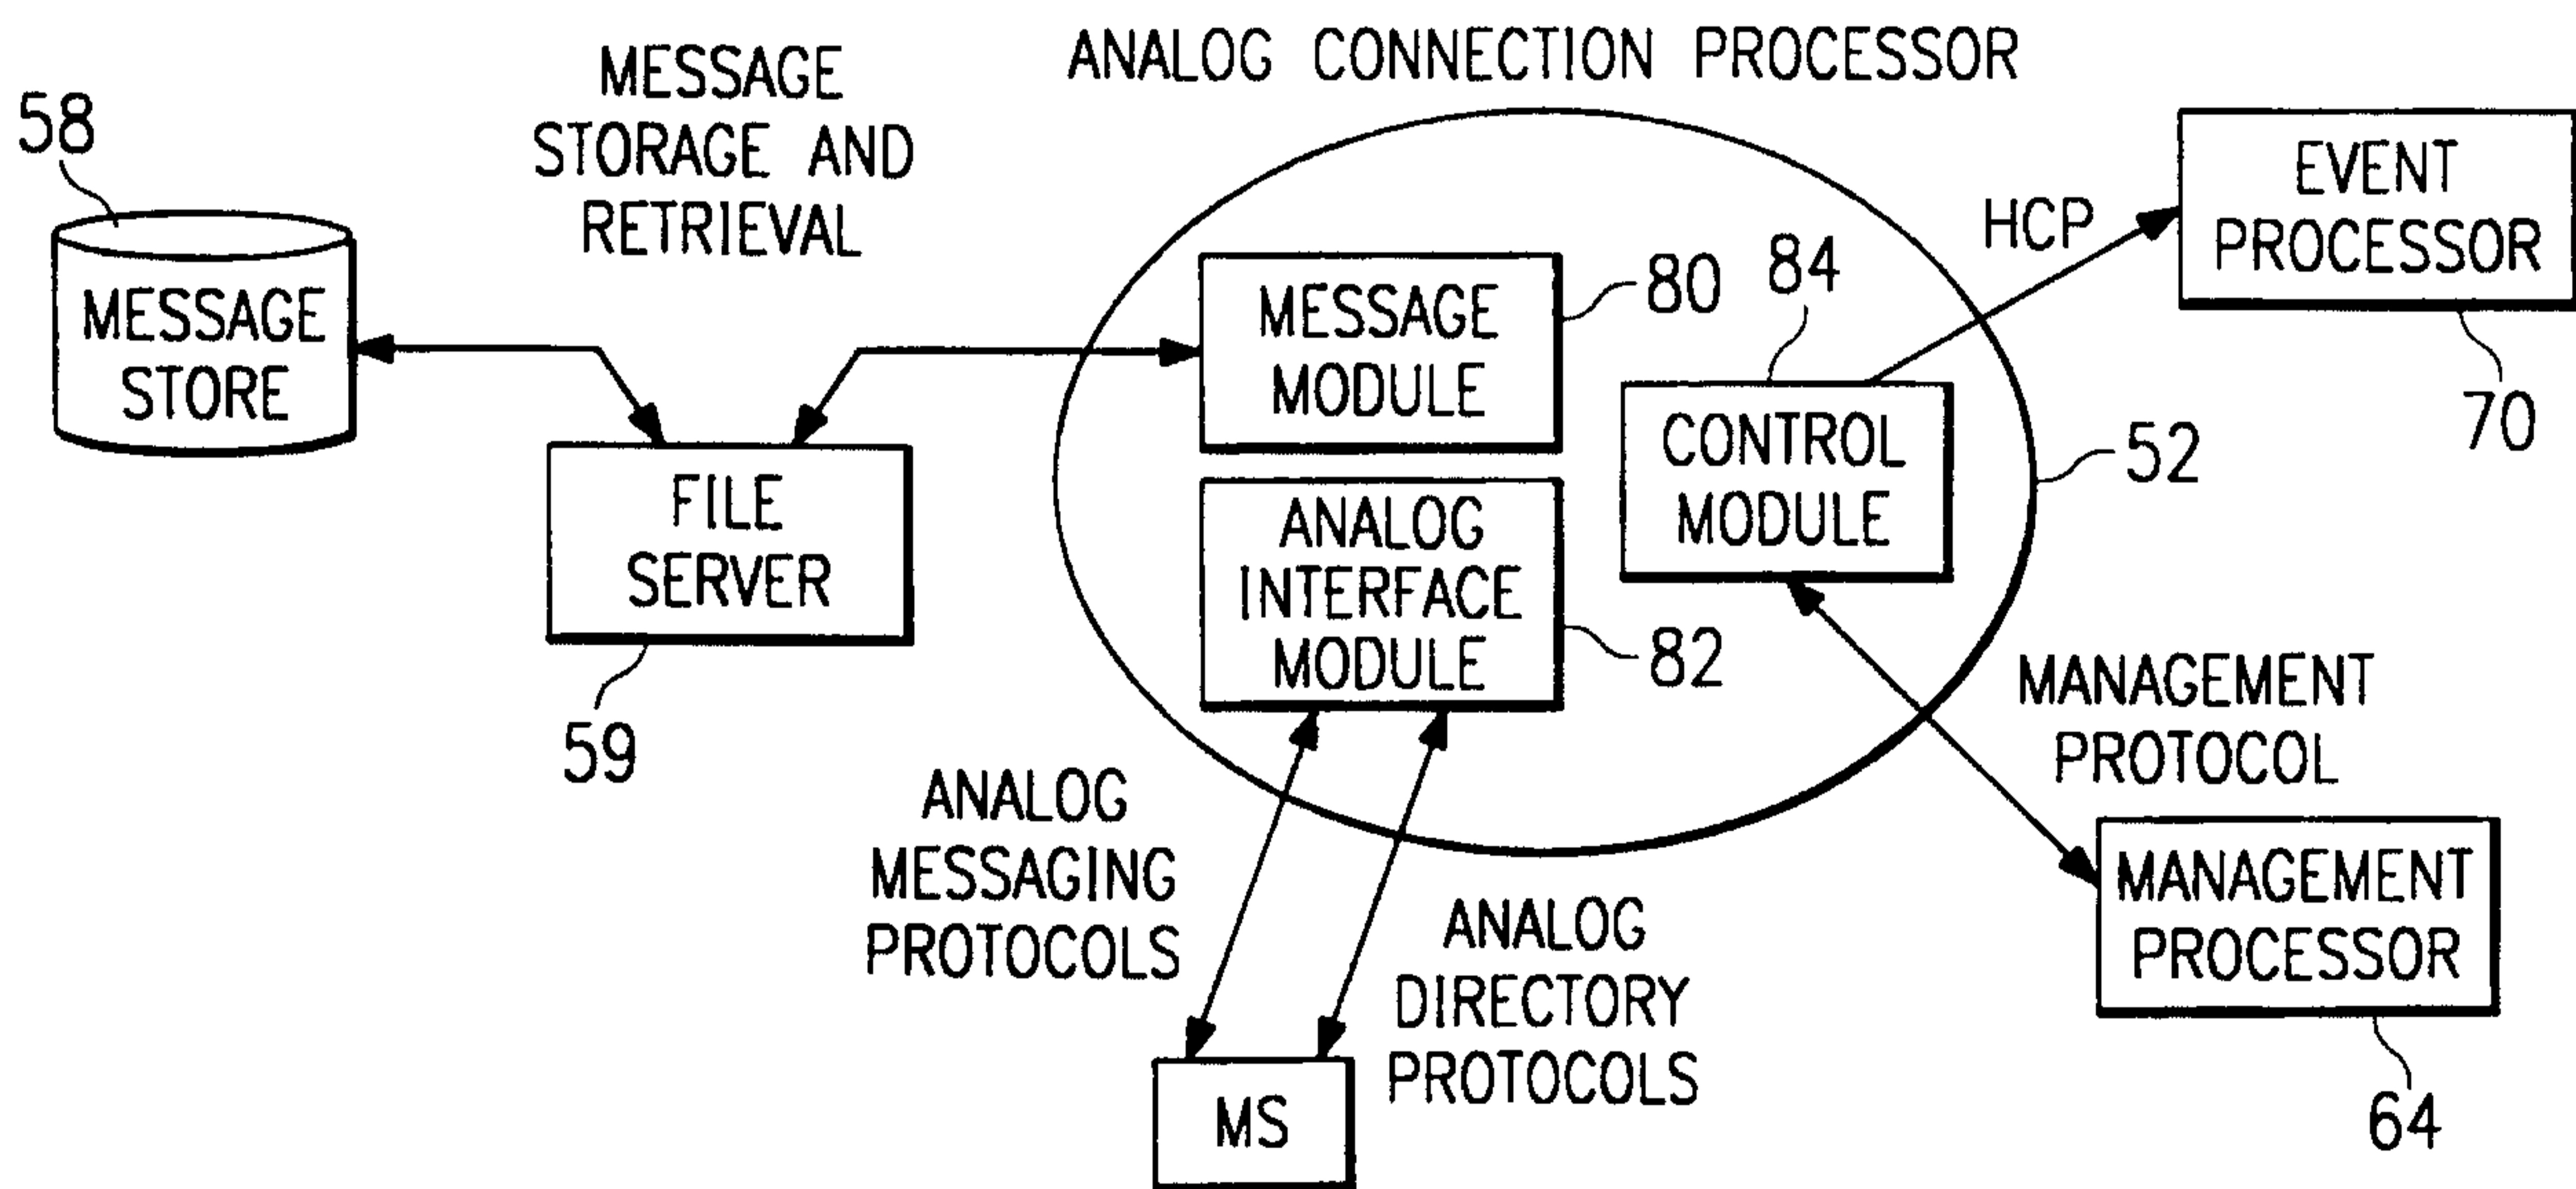 ANALOG CONNECTION PROCESSOR
MESSAGE
STORAGE AND
RETRIEVAL
58
MESSAGE
STORE
FILE
SERVER
59
MESSAGE
MODULE
80
ANALOG
INTERFACE
MODULE
82
84
CONTROL
MODULE
52
HCP
EVENT
PROCESSOR
70
MANAGEMENT
PROTOCOL
MANAGEMENT
PROCESSOR
64
ANALOG
MESSAGING
PROTOCOLS
ANALOG
DIRECTORY
PROTOCOLS
MS